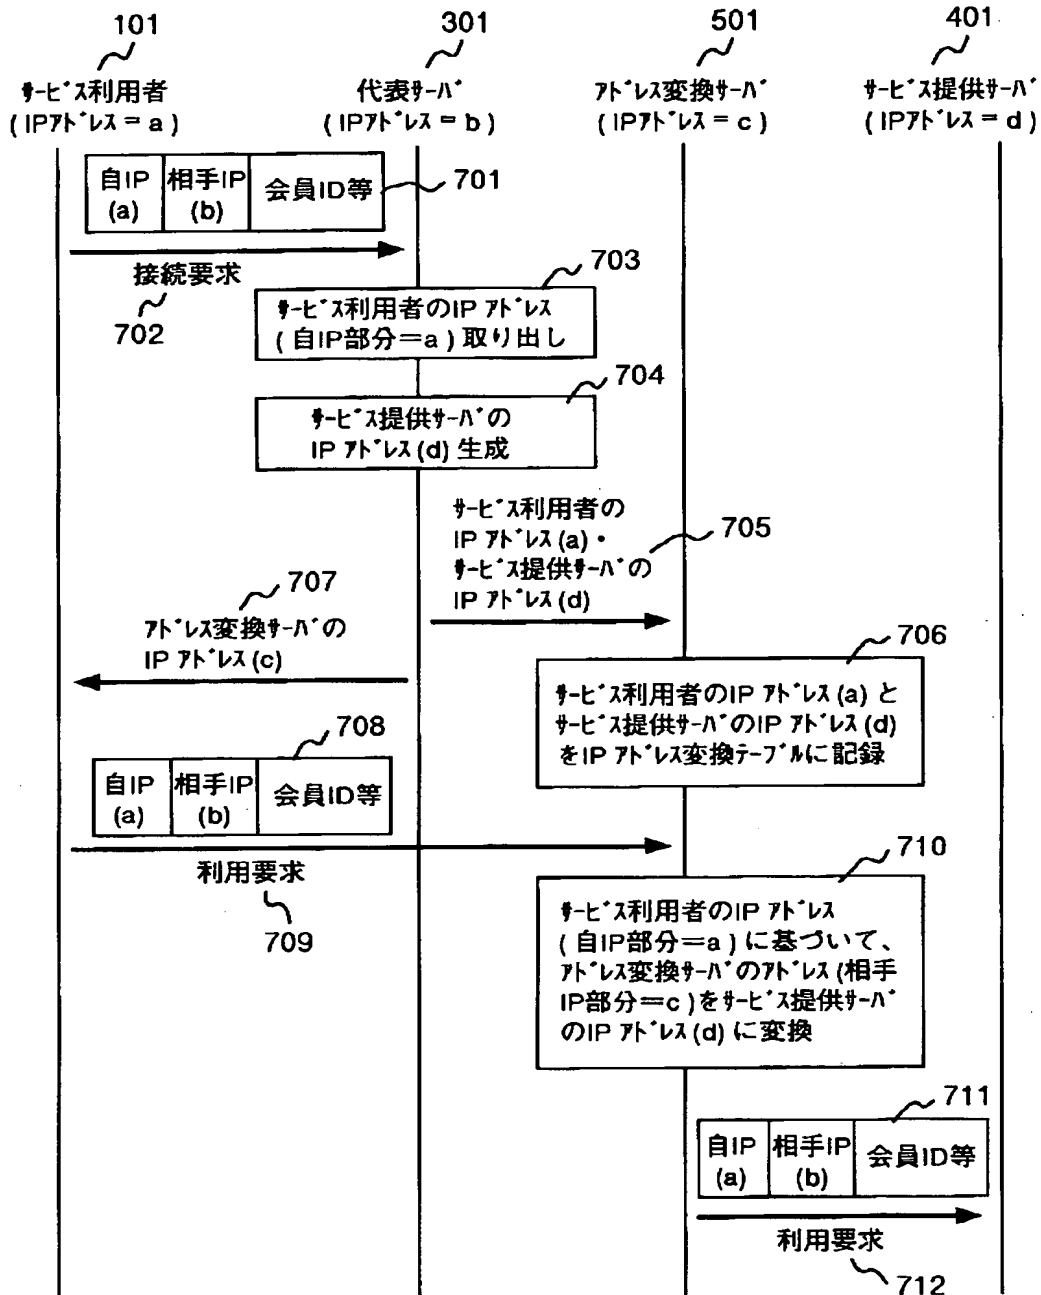 101
301
501
401
ｻｰﾋﾞｽ利用者
(IPｱﾄﾞﾚｽ = a)
代表ｻｰﾊﾞ
(IPｱﾄﾞﾚｽ = b)
ｱﾄﾞﾚｽ変換ｻｰﾊﾞ
(IPｱﾄﾞﾚｽ = c)
ｻｰﾋﾞｽ提供ｻｰﾊﾞ
(IPｱﾄﾞﾚｽ = d)
自IP
(a)
相手IP
(b)
会員ID等
701
接続要求
702
703
ｻｰﾋﾞｽ利用者のIP ｱﾄﾞﾚｽ
(自IP部分＝a)取り出し
704
ｻｰﾋﾞｽ提供ｻｰﾊﾞの
IP ｱﾄﾞﾚｽ(d) 生成
ｻｰﾋﾞｽ利用者の
IP ｱﾄﾞﾚｽ(a)・
ｻｰﾋﾞｽ提供ｻｰﾊﾞの
IP ｱﾄﾞﾚｽ(d)
705
707
ｱﾄﾞﾚｽ変換ｻｰﾊﾞの
IP ｱﾄﾞﾚｽ(c)
706
ｻｰﾋﾞｽ利用者のIP ｱﾄﾞﾚｽ(a) と
ｻｰﾋﾞｽ提供ｻｰﾊﾞのIP ｱﾄﾞﾚｽ(d)
をIP ｱﾄﾞﾚｽ変換ﾃｰﾌﾞﾙに記録
708
自IP
(a)
相手IP
(b)
会員ID等
利用要求
709
710
ｻｰﾋﾞｽ利用者のIP ｱﾄﾞﾚｽ
(自IP部分＝a)に基づいて、
ｱﾄﾞﾚｽ変換ｻｰﾊﾞのｱﾄﾞﾚｽ(相手
IP部分＝c)をｻｰﾋﾞｽ提供ｻｰﾊﾞ
のIP ｱﾄﾞﾚｽ(d) に変換
711
自IP
(a)
相手IP
(b)
会員ID等
利用要求
712